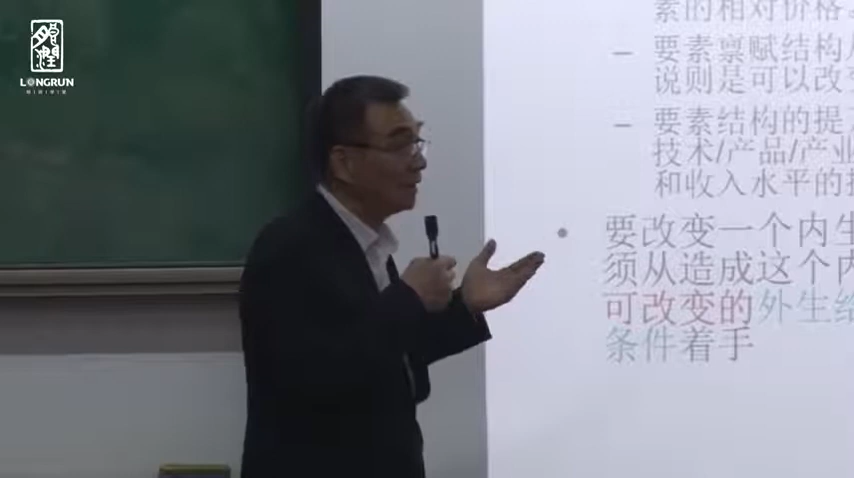 LONGRUN
素的相对价格
要素禀赋结构
说则是可以改变
要素结构的提
技术/产品/产业
和收入水平的
要改变一个内生
须从造成这个内
可改变的外生给
条件着手